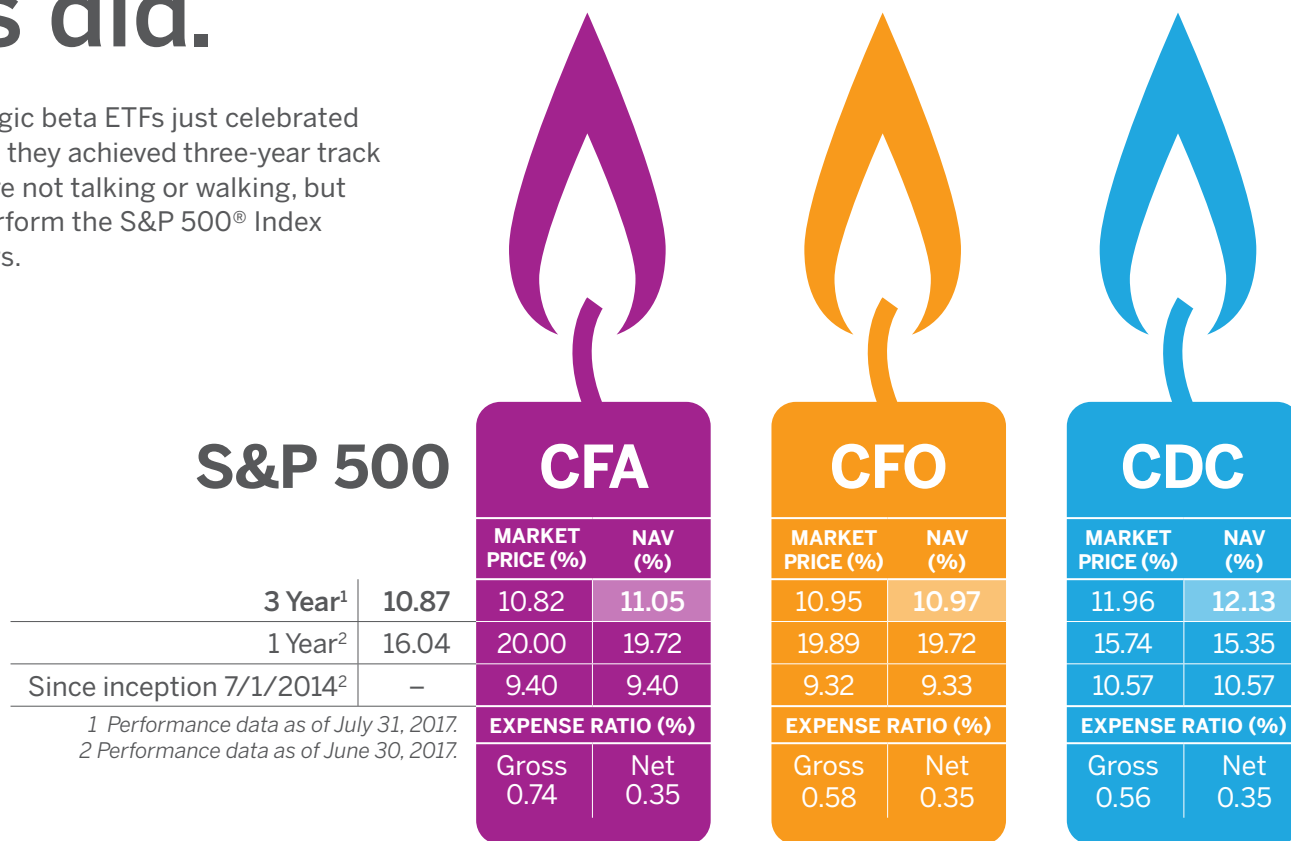 did.
gic beta ETFs just celebrated
they achieved three-year track
e not talking or walking, but
rform the S&P 500® Index
s.
S&P 500 CFA CFO CDC
MARKET PRICE (%) NAV (%) MARKET PRICE (%) NAV (%) MARKET PRICE (%) NAV (%)
3 Year¹ 10.87 10.82 11.05 10.95 10.97 11.96 12.13
1 Year² 16.04 20.00 19.72 19.89 19.72 15.74 15.35
Since inception 7/1/2014² – 9.40 9.40 9.32 9.33 10.57 10.57
1 Performance data as of July 31, 2017.
2 Performance data as of June 30, 2017.
EXPENSE RATIO (%) EXPENSE RATIO (%) EXPENSE RATIO (%)
Gross Net Gross Net Gross Net
0.74 0.35 0.58 0.35 0.56 0.35